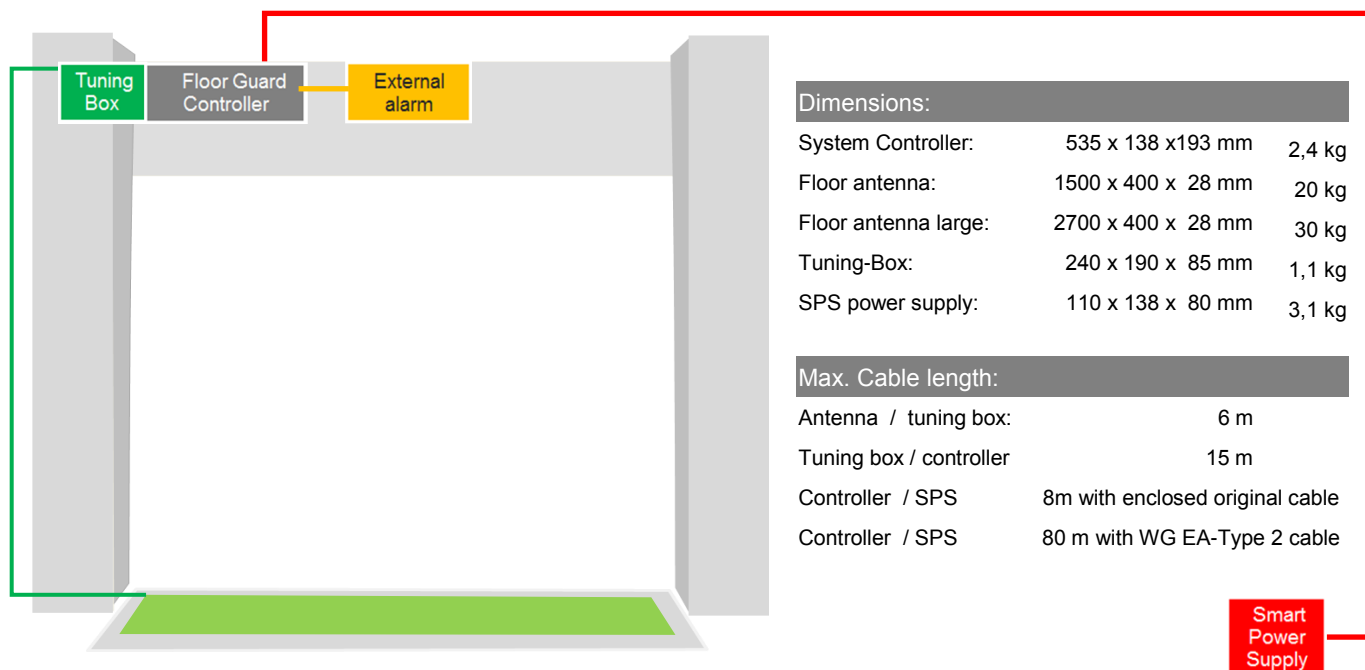 Tuning
Box
Floor Guard
Controller
External
alarm
Dimensions:
System Controller: 535 x 138 x193 mm 2,4 kg
Floor antenna: 1500 x 400 x 28 mm 20 kg
Floor antenna large: 2700 x 400 x 28 mm 30 kg
Tuning-Box: 240 x 190 x 85 mm 1,1 kg
SPS power supply: 110 x 138 x 80 mm 3,1 kg
Max. Cable length:
Antenna / tuning box: 6 m
Tuning box / controller 15 m
Controller / SPS 8m with enclosed original cable
Controller / SPS 80 m with WG EA-Type 2 cable
Smart
Power
Supply